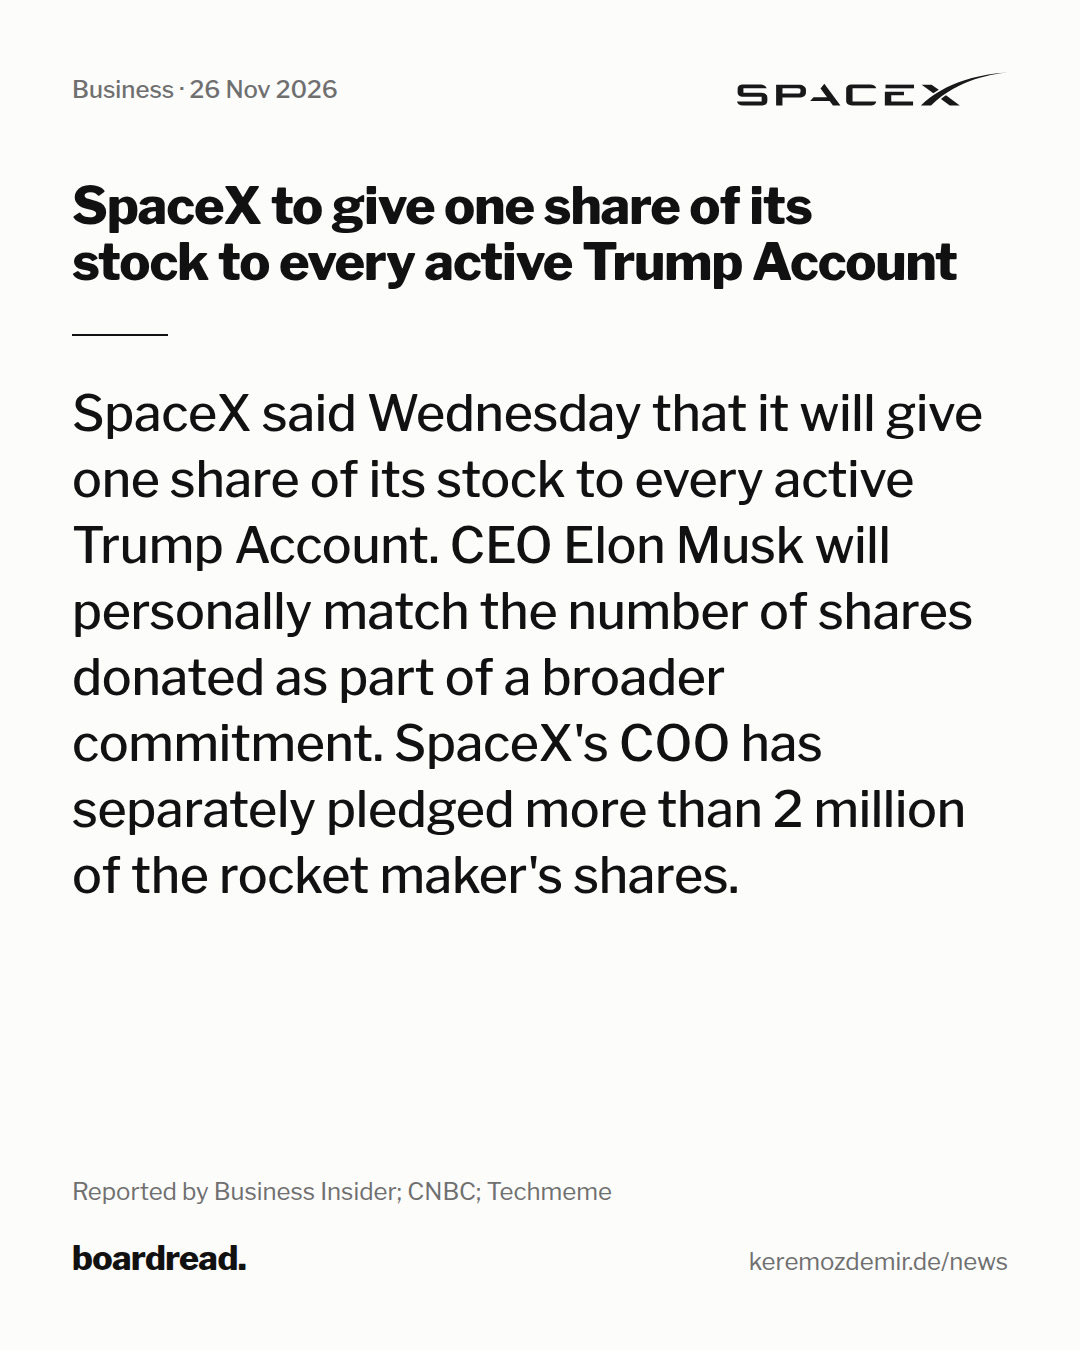 Business · 26 Nov 2026
SPACEX
SpaceX to give one share of its
stock to every active Trump Account
SpaceX said Wednesday that it will give
one share of its stock to every active
Trump Account. CEO Elon Musk will
personally match the number of shares
donated as part of a broader
commitment. SpaceX's COO has
separately pledged more than 2 million
of the rocket maker's shares.
Reported by Business Insider; CNBC; Techmeme
boardread.
keremozdemir.de/news